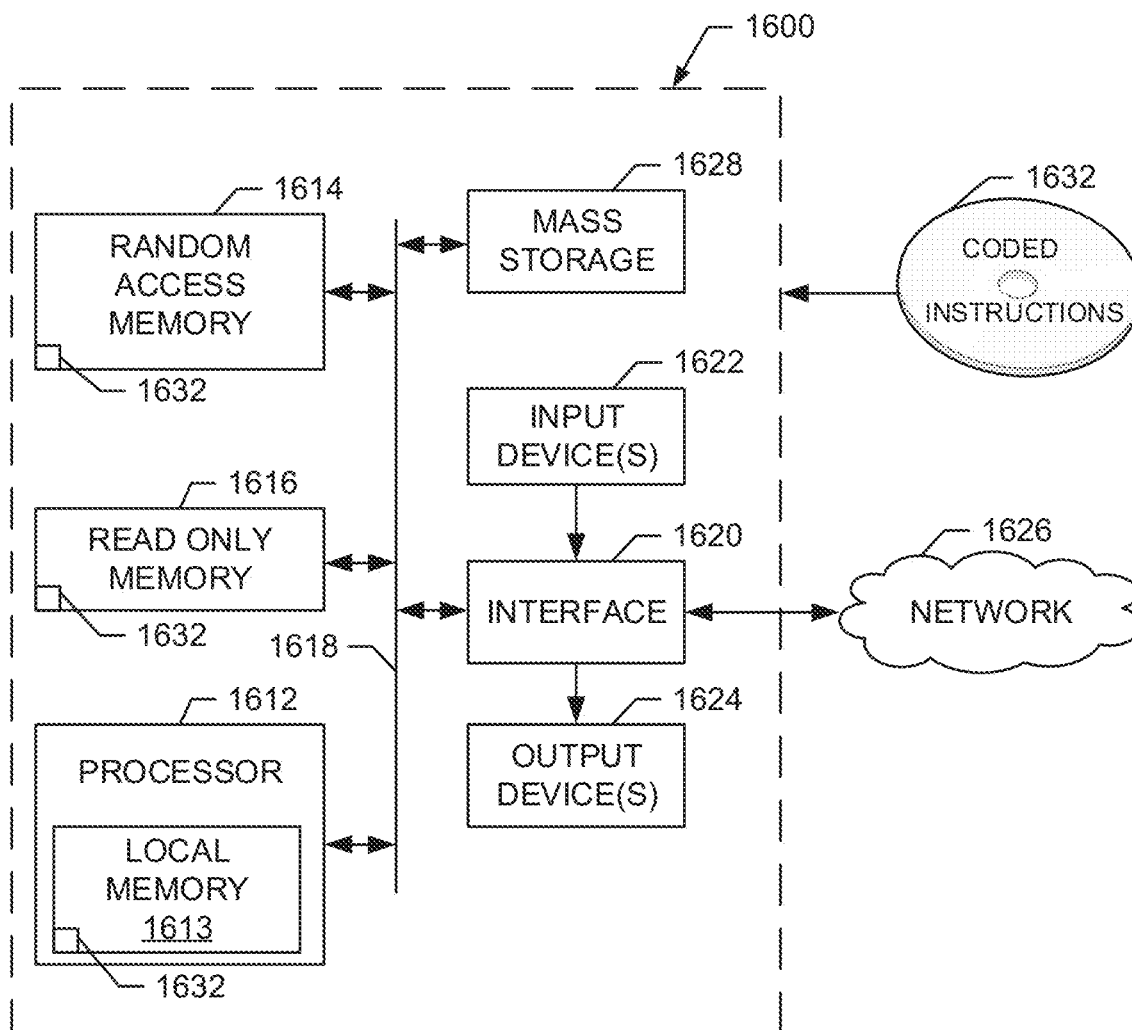 1600
1614
RANDOM
ACCESS
MEMORY
1632
1628
MASS
STORAGE
1632
CODED
INSTRUCTIONS
1622
INPUT
DEVICE(S)
1616
READ ONLY
MEMORY
1632
1620
INTERFACE
1626
NETWORK
1618
1612
PROCESSOR
LOCAL
MEMORY
1613
1632
1624
OUTPUT
DEVICE(S)